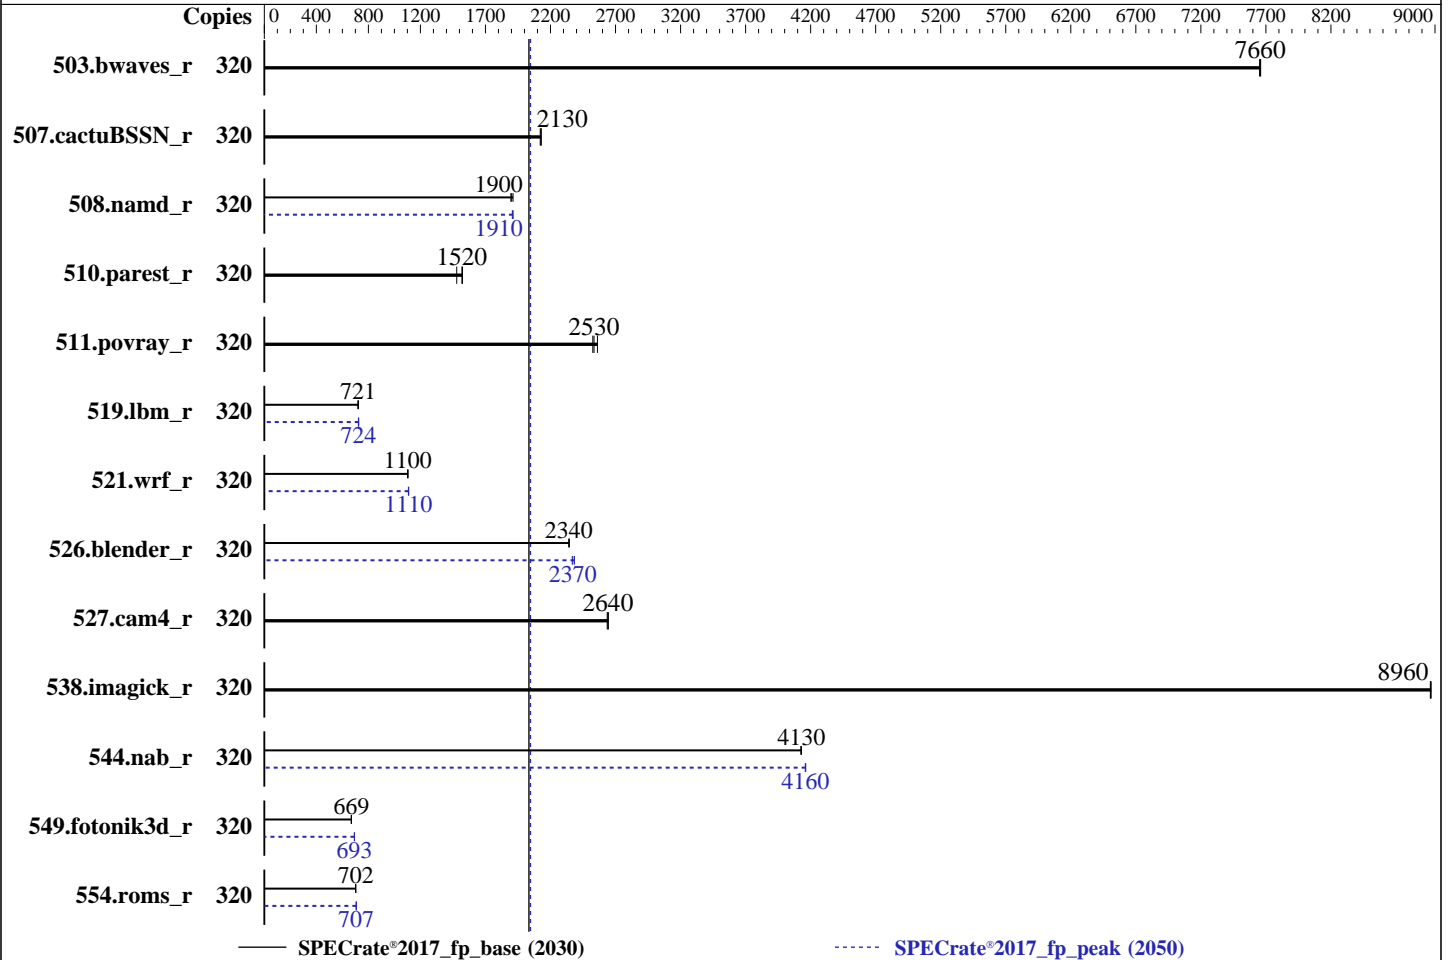 Copies 0 400 800 1200 1700 2200 2700 3200 3700 4200 4700 5200 5700 6200 6700 7200 7700 8200 9000
7660
503.bwaves_r 320
2130
507.cactuBSSN_r 320
1900
508.namd_r 320
1910
1520
510.parest_r 320
2530
511.povray_r 320
721
519.lbm_r 320
724
1100
521.wrf_r 320
1110
2340
526.blender_r 320
2370
2640
527.cam4_r 320
8960
538.imagick_r 320
4130
544.nab_r 320
4160
669
549.fotonik3d_r 320
693
702
554.roms_r 320
707
SPECrate®2017_fp_base (2030) SPECrate®2017_fp_peak (2050)